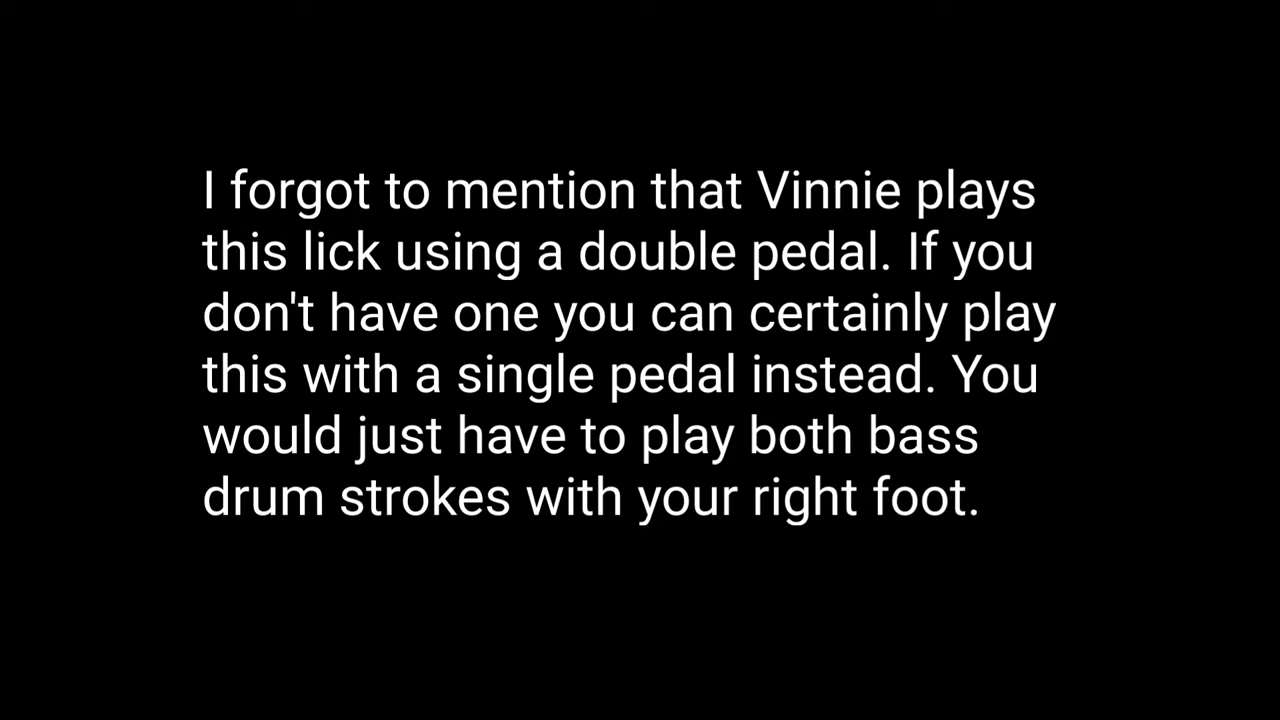 I forgot to mention that Vinnie plays
this lick using a double pedal. If you
don't have one you can certainly play
this with a single pedal instead. You
would just have to play both bass
drum strokes with your right foot.